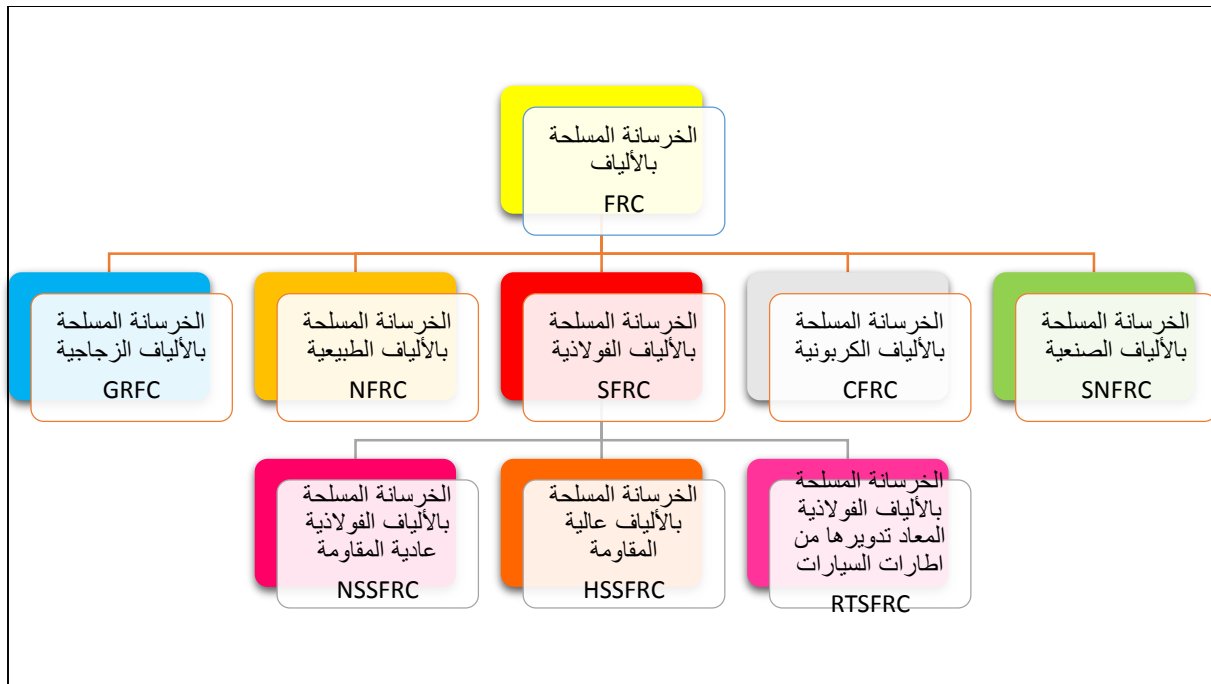 الخرسانة المسلحة
بالألياف
FRC
الخرسانة المسلحة
بالألياف الصنعية
SNFRC
الخرسانة المسلحة
بالألياف الكربونية
CFRC
الخرسانة المسلحة
بالألياف الفولاذية
SFRC
الخرسانة المسلحة
بالألياف الطبيعية
NFRC
الخرسانة المسلحة
بالألياف الزجاجية
GRFC
الخرسانة المسلحة
بالألياف الفولاذية
المعاد تدويرها من
اطارات السيارات
RTSFRC
الخرسانة المسلحة
بالألياف عالية
المقاومة
HSSFRC
الخرسانة المسلحة
بالألياف الفولاذية
عادية المقاومة
NSSFRC